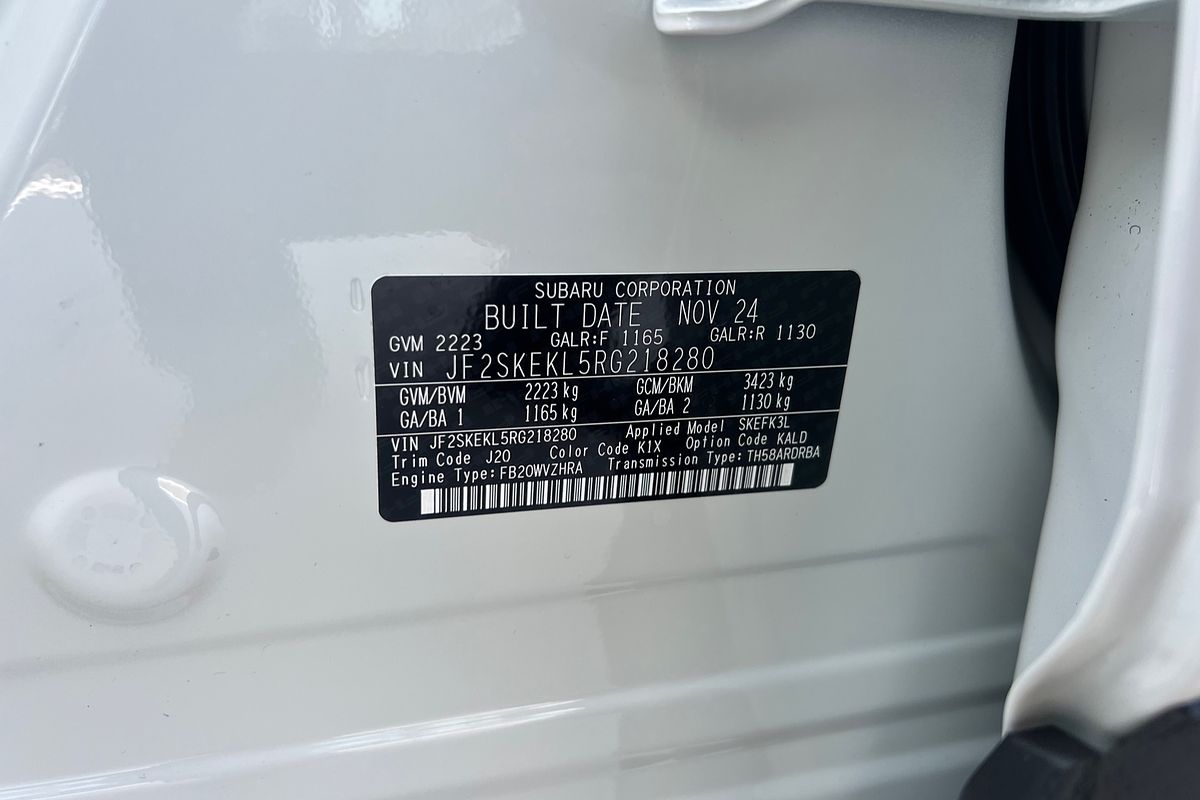 SUBARU CORPORATION
BUILT DATE NOV 24
GVM 2223 GALR:F 1165 GALR:R 1130
VIN JF2SKEKL5RG218280
GVM/BVM 2223 kg GCM/BKM 3423 kg
GA/BA 1 1165 kg GA/BA 2 1130 kg
VIN JF2SKEKL5RG218280 Applied Model SKEFK3L
Trim Code J20 Color Code K1X Option Code KALD
Engine Type:FB20WVZHRA Transmission Type:TH58ARDRBA